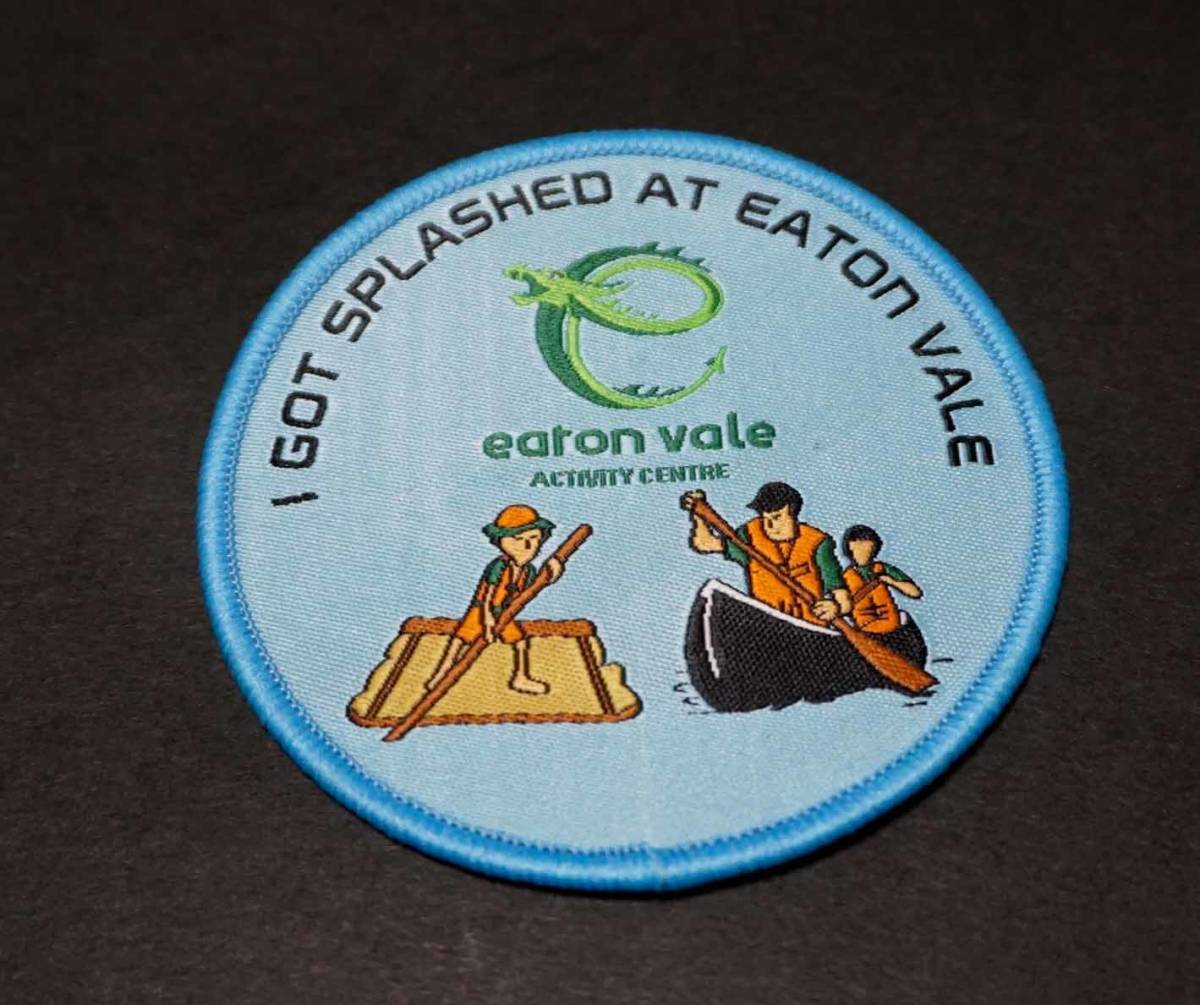 I GOT SPLASHED AT EATON VALE
eaton vale
ACTIVITY CENTRE